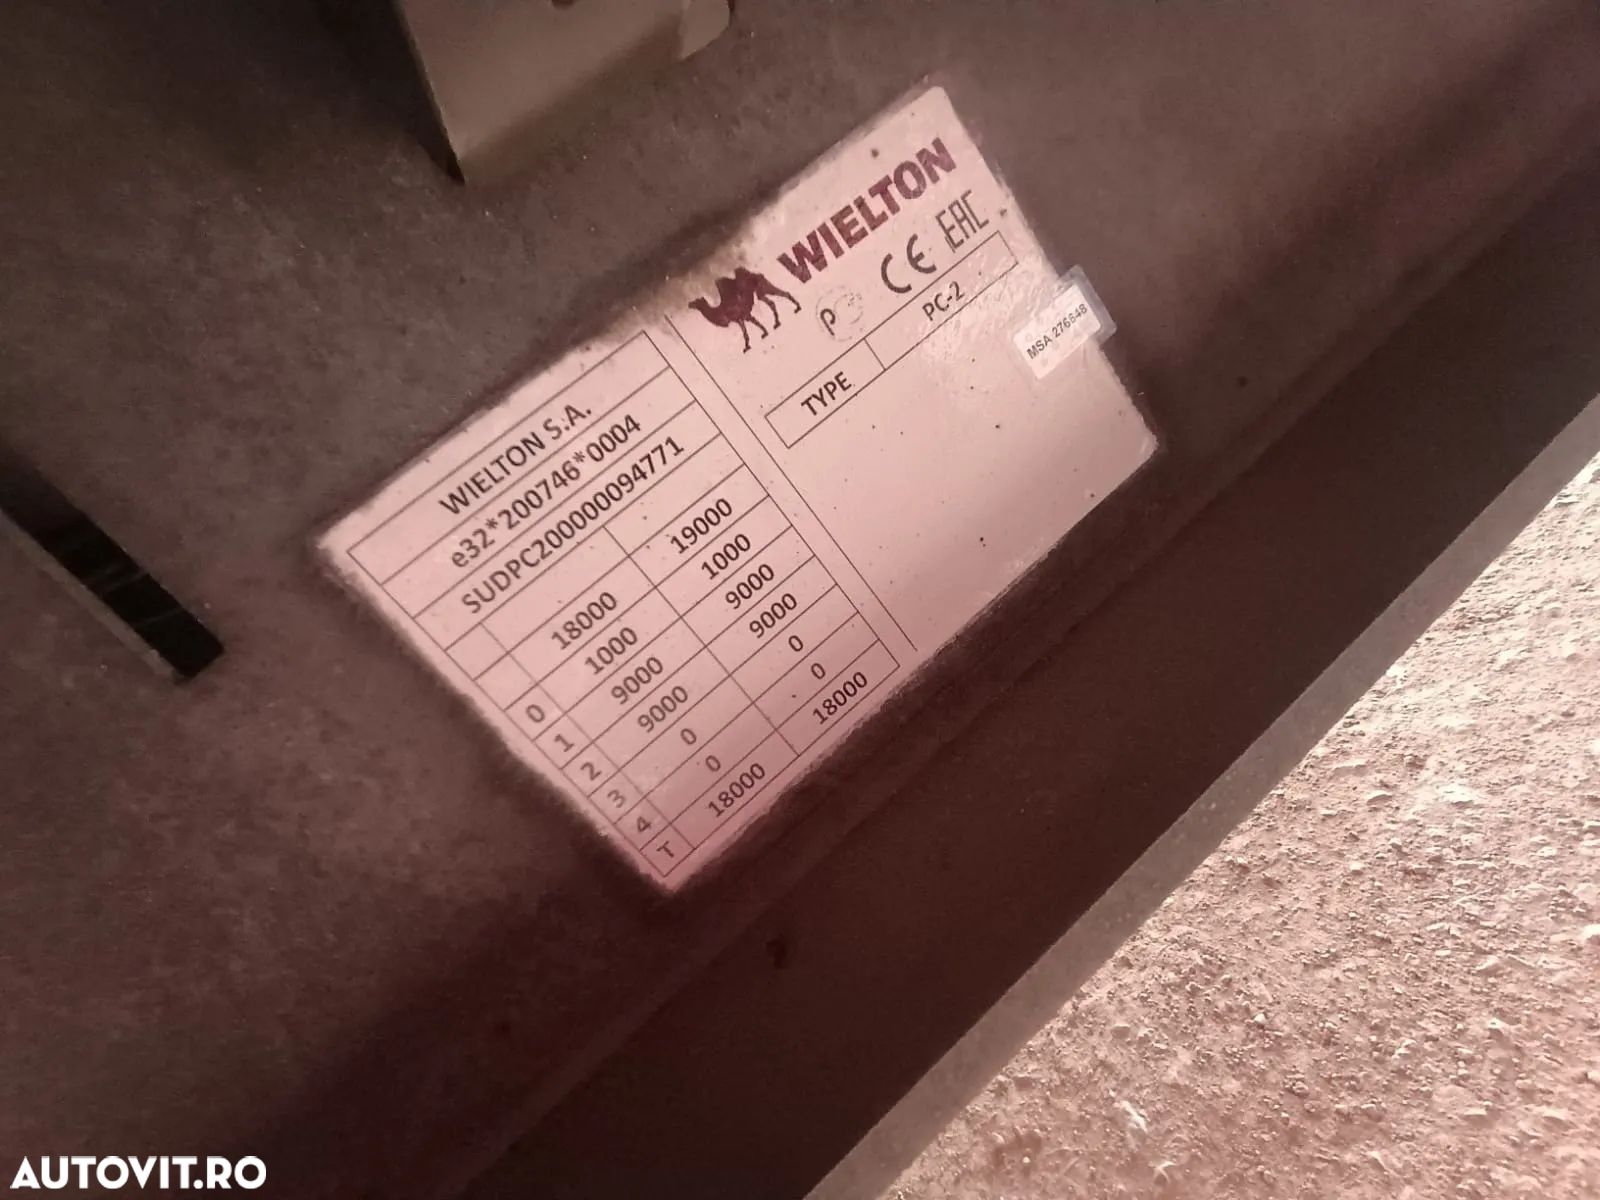 WIELTON
CE EAC
TYPE PC-2
MSA 276848
WIELTON S.A.
e32*200746*0004
SUDPC200000094771
18000 19000
0 1000 1000
1 9000 9000
2 9000 9000
3 0 0
4 0 0
T 18000 18000
AUTOVIT.RO